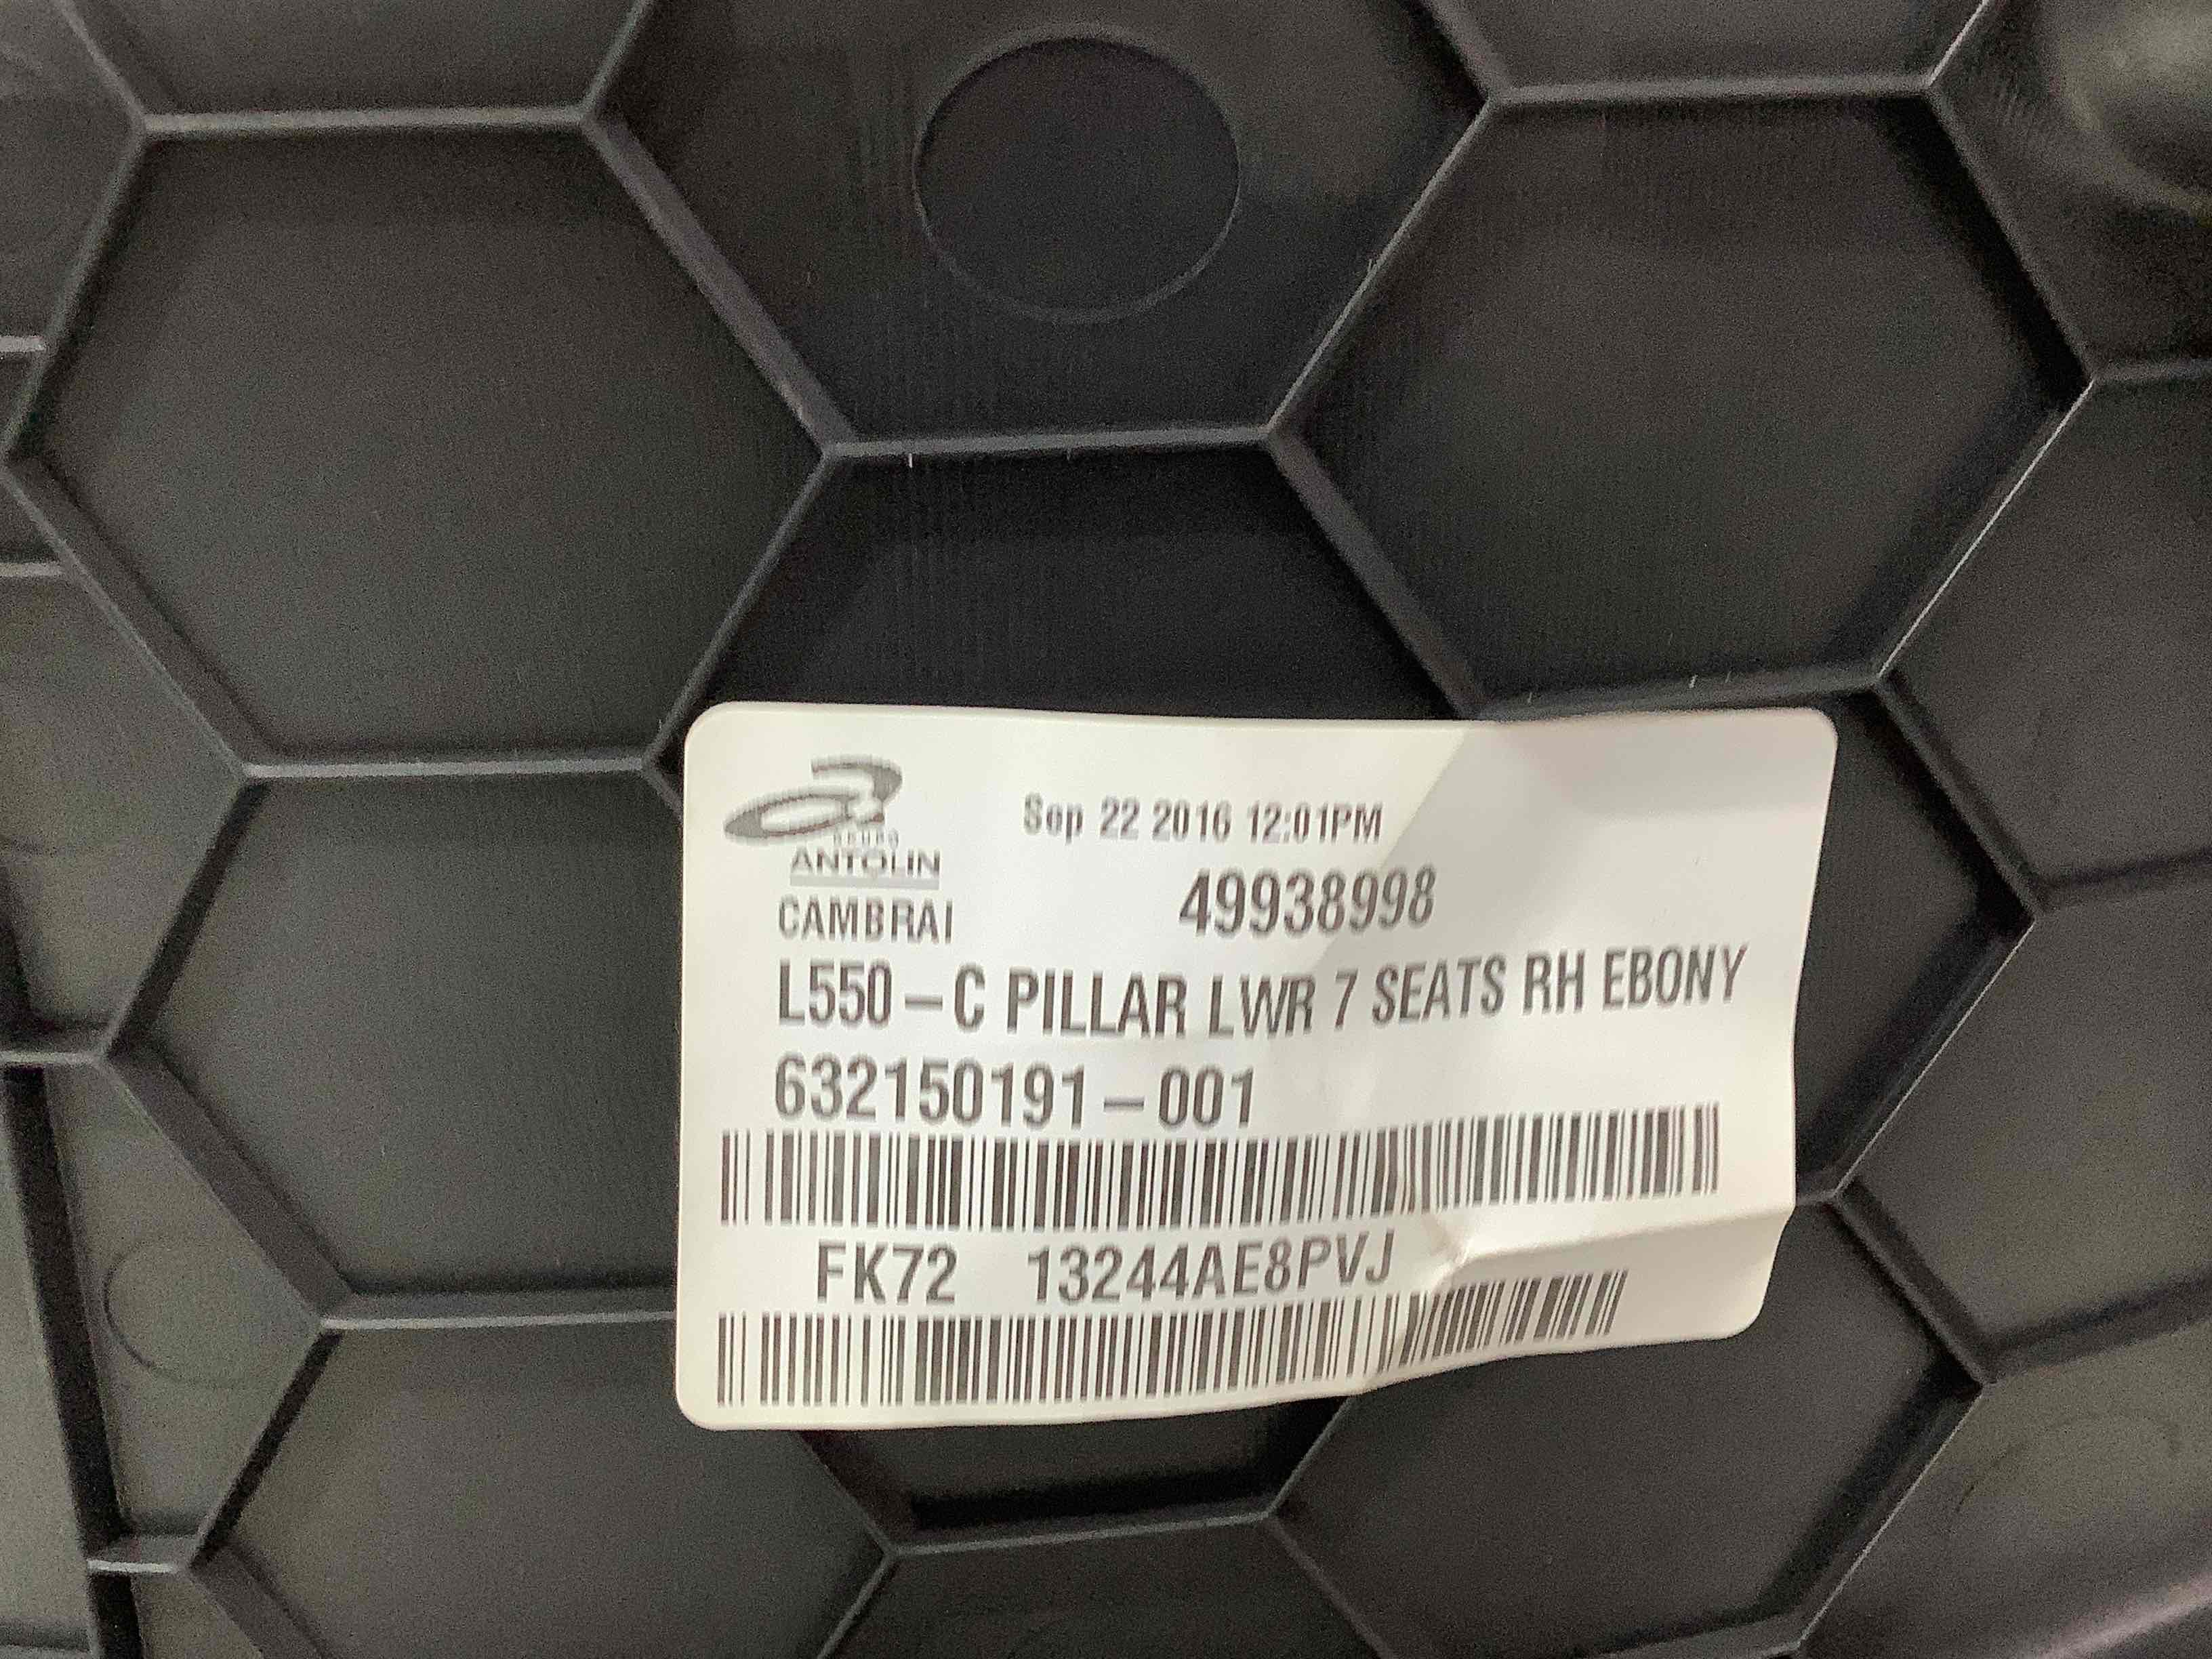 GRUPO
ANTOLIN
CAMBRAI
Sep 22 2016 12:01PM
49938998
L550-C PILLAR LWR 7 SEATS RH EBONY
632150191-001
FK72 13244AE8PVJ